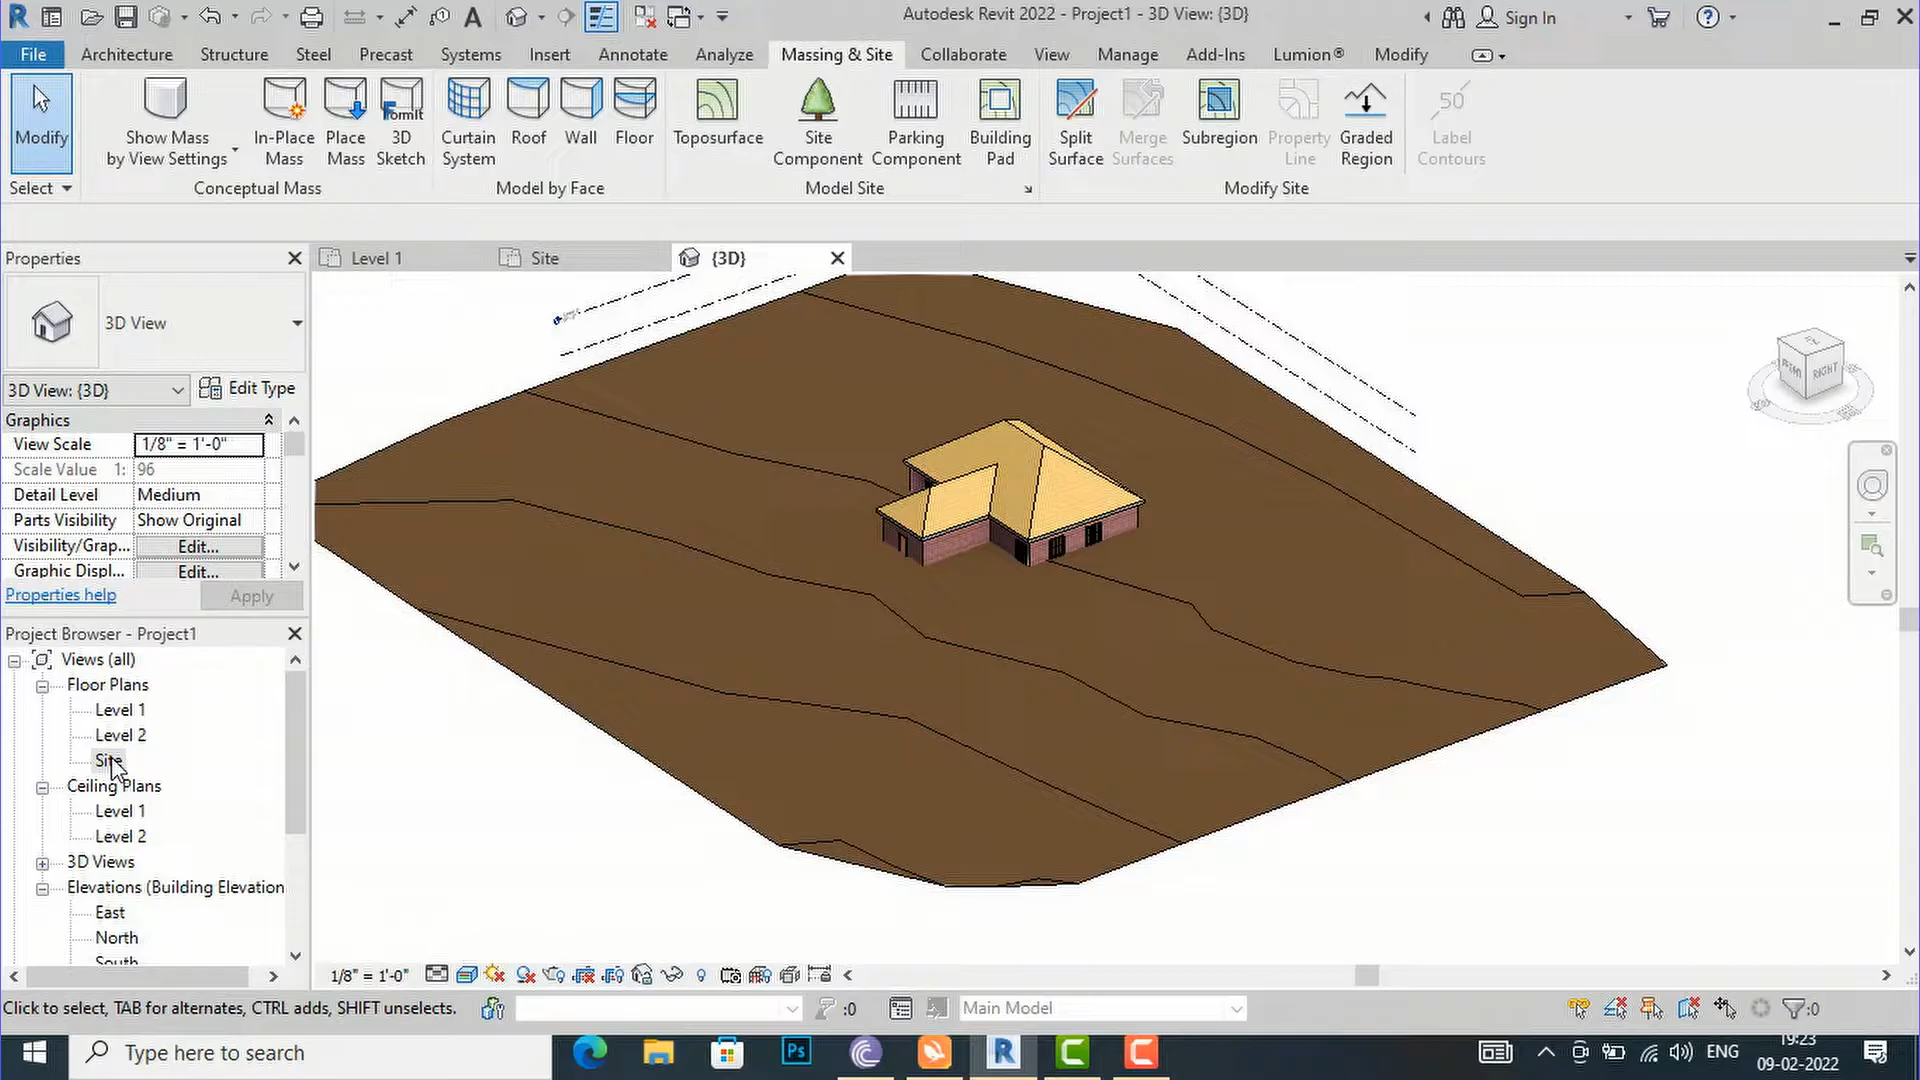 Autodesk Revit 2022 - Project1 - 3D View: {3D}
Sign In
File Architecture Structure Steel Precast Systems Insert Annotate Analyze Massing & Site Collaborate View Manage Add-Ins Lumion® Modify
Modify
Show Mass
by View Settings
In-Place
Mass
Place
Mass
FormIt
3D
Sketch
Curtain
System
Roof
Wall
Floor
Toposurface
Site
Component
Parking
Component
Building
Pad
Split
Surface
Merge
Surfaces
Subregion
Property
Line
Graded
Region
50
Label
Contours
Select
Conceptual Mass
Model by Face
Model Site
Modify Site
Properties
Level 1
Site
{3D}
3D View
3D View: {3D}
Edit Type
Graphics
View Scale 1/8" = 1'-0"
Scale Value 1: 96
Detail Level Medium
Parts Visibility Show Original
Visibility/Grap... Edit...
Graphic Displ... Edit...
Properties help
Apply
RIGHT
Project Browser - Project1
Views (all)
Floor Plans
Level 1
Level 2
Site
Ceiling Plans
Level 1
Level 2
3D Views
Elevations (Building Elevation
East
North
South
1/8" = 1'-0"
Click to select, TAB for alternates, CTRL adds, SHIFT unselects.
:0
Main Model
:0
Type here to search
Ps
R
C
C
ENG
19:23
09-02-2022